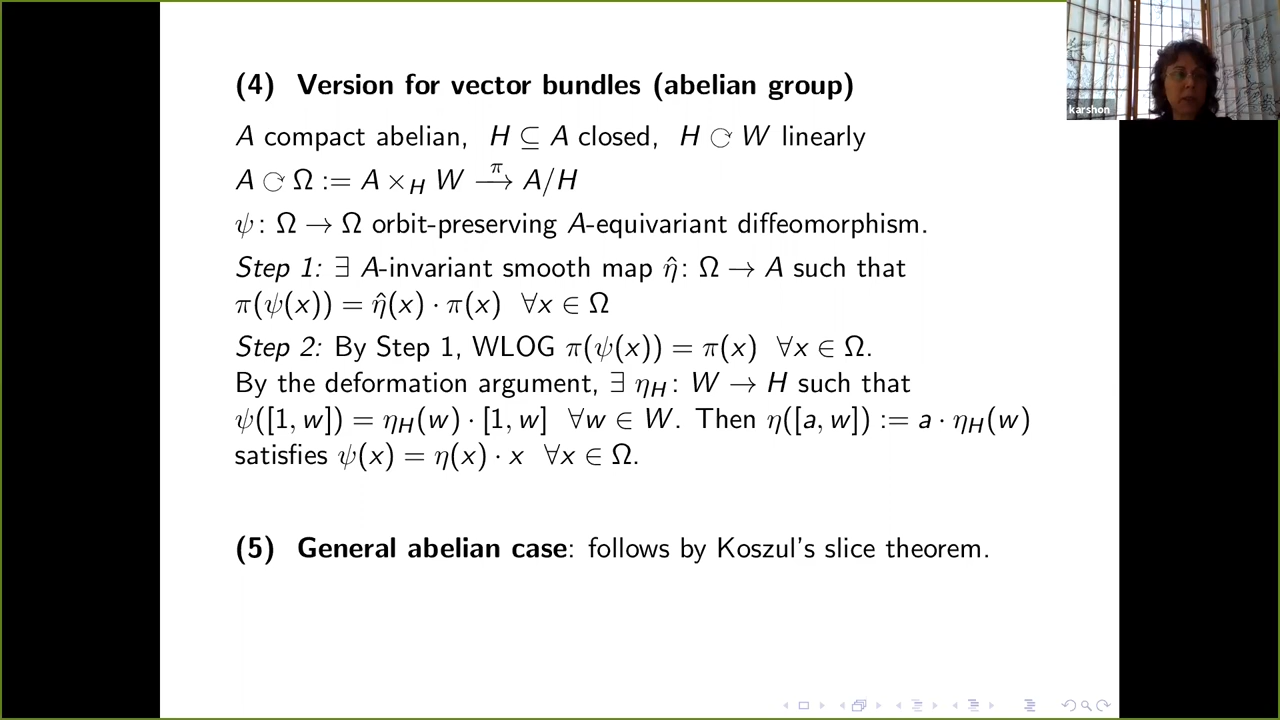 (4) Version for vector bundles (abelian group)
karshon
A compact abelian, H ⊆ A closed, H ⟳ W linearly
A ⟳ Ω := A ×_H W —π→ A/H
ψ: Ω → Ω orbit-preserving A-equivariant diffeomorphism.
Step 1: ∃ A-invariant smooth map η̂: Ω → A such that
π(ψ(x)) = η̂(x) · π(x) ∀x ∈ Ω
Step 2: By Step 1, WLOG π(ψ(x)) = π(x) ∀x ∈ Ω.
By the deformation argument, ∃ η_H: W → H such that
ψ([1, w]) = η_H(w) · [1, w] ∀w ∈ W. Then η([a, w]) := a · η_H(w)
satisfies ψ(x) = η(x) · x ∀x ∈ Ω.
(5) General abelian case: follows by Koszul's slice theorem.